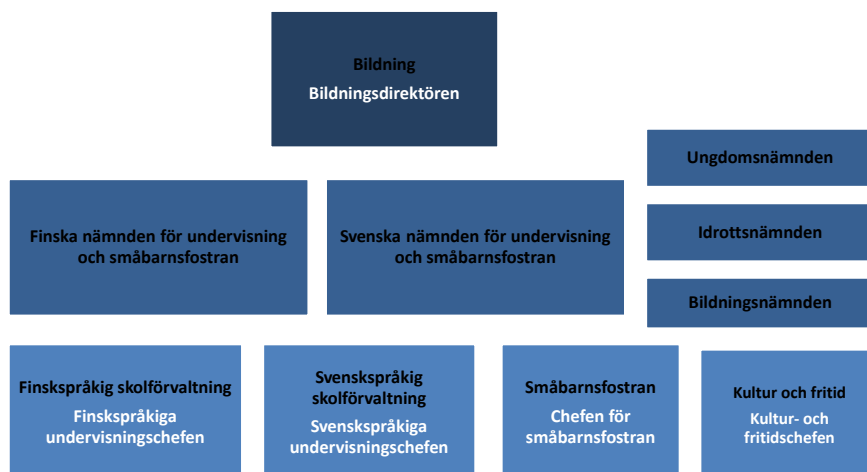 Bildning
Bildningsdirektören
Ungdomsnämnden
Finska nämnden för undervisning
och småbarnsfostran
Svenska nämnden för undervisning
och småbarnsfostran
Idrottsnämnden
Bildningsnämnden
Finskspråkig skolförvaltning
Finskspråkiga
undervisningschefen
Svenskspråkig
skolförvaltning
Svenskspråkiga
undervisningschefen
Småbarnsfostran
Chefen för
småbarnsfostran
Kultur och fritid
Kultur- och
fritidschefen